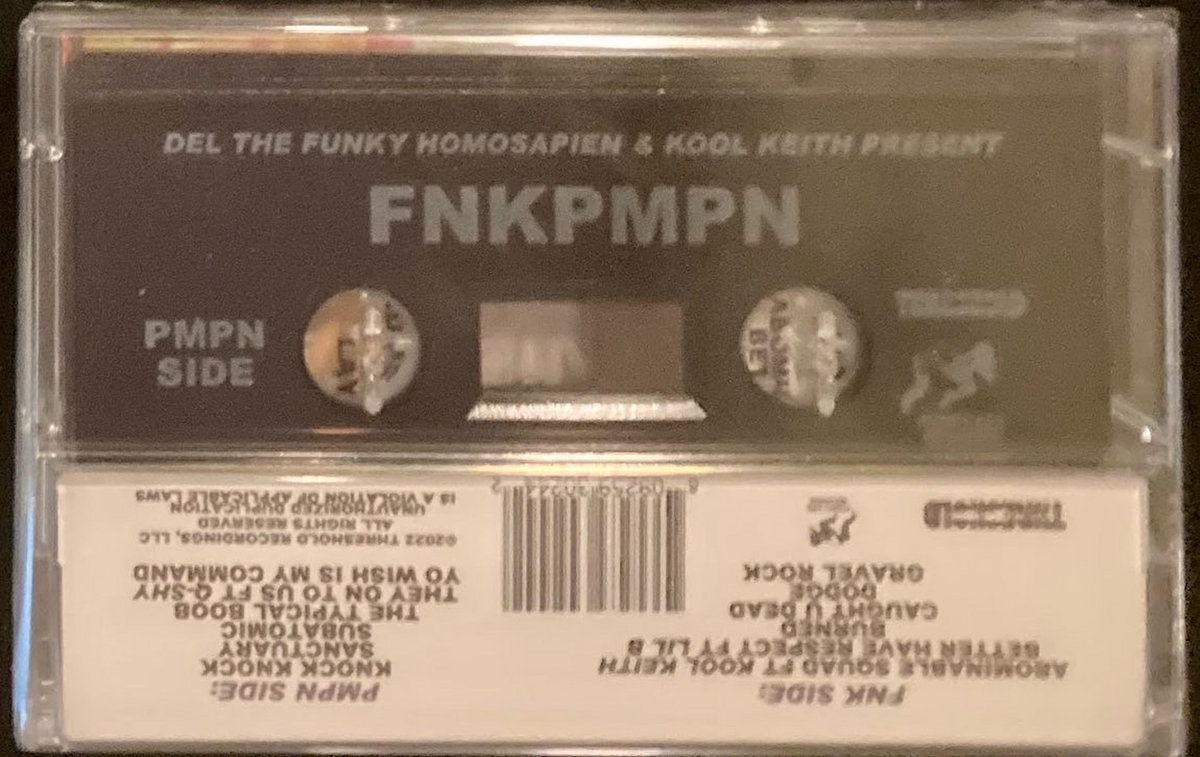 DEL THE FUNKY HOMOSAPIEN & KOOL KEITH PRESENT
FNKPMPN
PMPN
SIDE
THRESHOLD
FNK SIDE:
ABOMINABLE SQUAD FT KOOL KEITH
BETTER HAVE RESPECT FT LIL B
BURNED
CAUGHT U DEAD
DODGE
GRAVEL ROCK
THRESHOLD
PMPN SIDE:
KNOCK KNOCK
SANCTUARY
SUBATOMIC
THE TYPICAL BOOB
THEY ON TO US FT Q-SHY
YO WISH IS MY COMMAND
©2022 THRESHOLD RECORDINGS, LLC
ALL RIGHTS RESERVED
UNAUTHORIZED DUPLICATION
IS A VIOLATION OF APPLICABLE LAWS